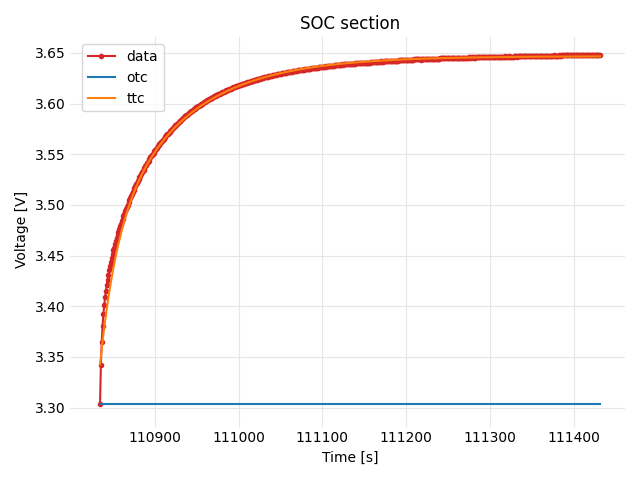 SOC section
data
otc
ttc
Voltage [V]
3.65
3.60
3.55
3.50
3.45
3.40
3.35
3.30
110900 111000 111100 111200 111300 111400
Time [s]